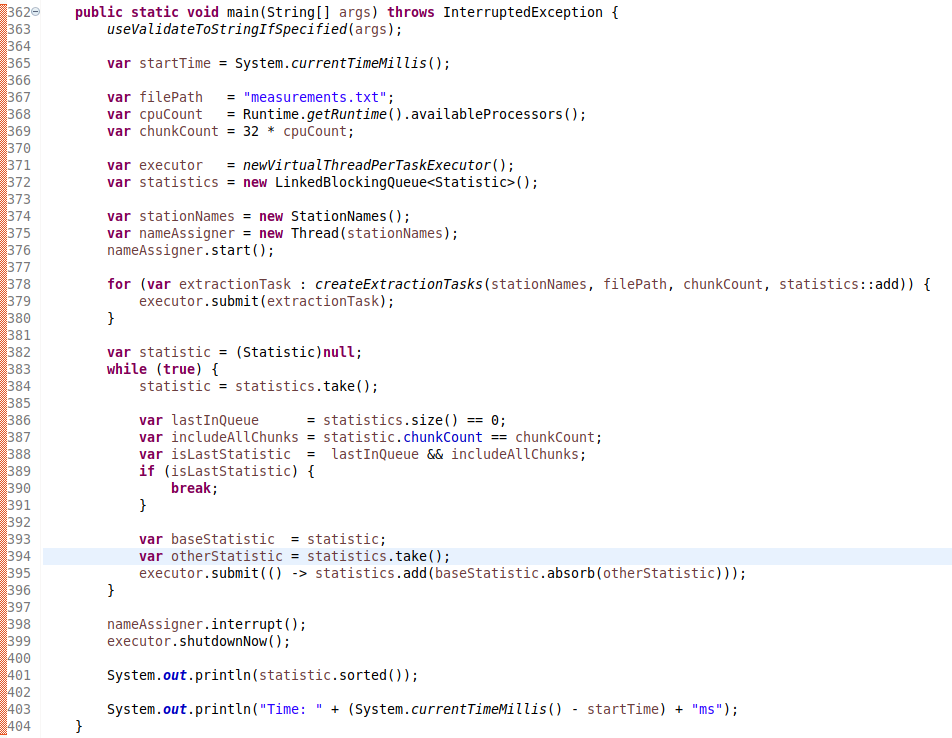 362 public static void main(String[] args) throws InterruptedException {
363 useValidateToStringIfSpecified(args);
364
365 var startTime = System.currentTimeMillis();
366
367 var filePath   = "measurements.txt";
368 var cpuCount   = Runtime.getRuntime().availableProcessors();
369 var chunkCount = 32 * cpuCount;
370
371 var executor   = newVirtualThreadPerTaskExecutor();
372 var statistics = new LinkedBlockingQueue<Statistic>();
373
374 var stationNames = new StationNames();
375 var nameAssigner = new Thread(stationNames);
376 nameAssigner.start();
377
378 for (var extractionTask : createExtractionTasks(stationNames, filePath, chunkCount, statistics::add)) {
379 executor.submit(extractionTask);
380 }
381
382 var statistic = (Statistic)null;
383 while (true) {
384 statistic = statistics.take();
385
386 var lastInQueue      = statistics.size() == 0;
387 var includeAllChunks = statistic.chunkCount == chunkCount;
388 var isLastStatistic  =  lastInQueue && includeAllChunks;
389 if (isLastStatistic) {
390 break;
391 }
392
393 var baseStatistic  = statistic;
394 var otherStatistic = statistics.take();
395 executor.submit(() -> statistics.add(baseStatistic.absorb(otherStatistic)));
396 }
397
398 nameAssigner.interrupt();
399 executor.shutdownNow();
400
401 System.out.println(statistic.sorted());
402
403 System.out.println("Time: " + (System.currentTimeMillis() - startTime) + "ms");
404 }